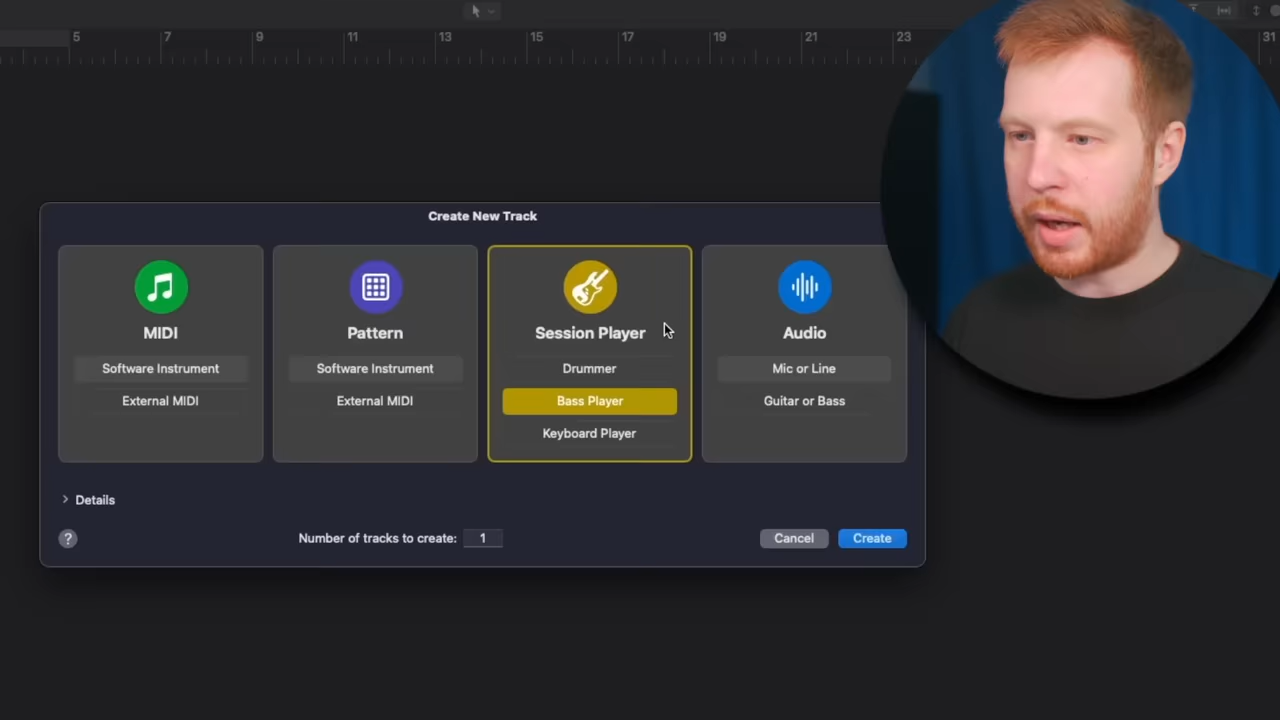 5 7 9 11 13 15 17 19 21 23 31
Create New Track
MIDI
Software Instrument
External MIDI
Pattern
Software Instrument
External MIDI
Session Player
Drummer
Bass Player
Keyboard Player
Audio
Mic or Line
Guitar or Bass
Details
?
Number of tracks to create: 1
Cancel
Create